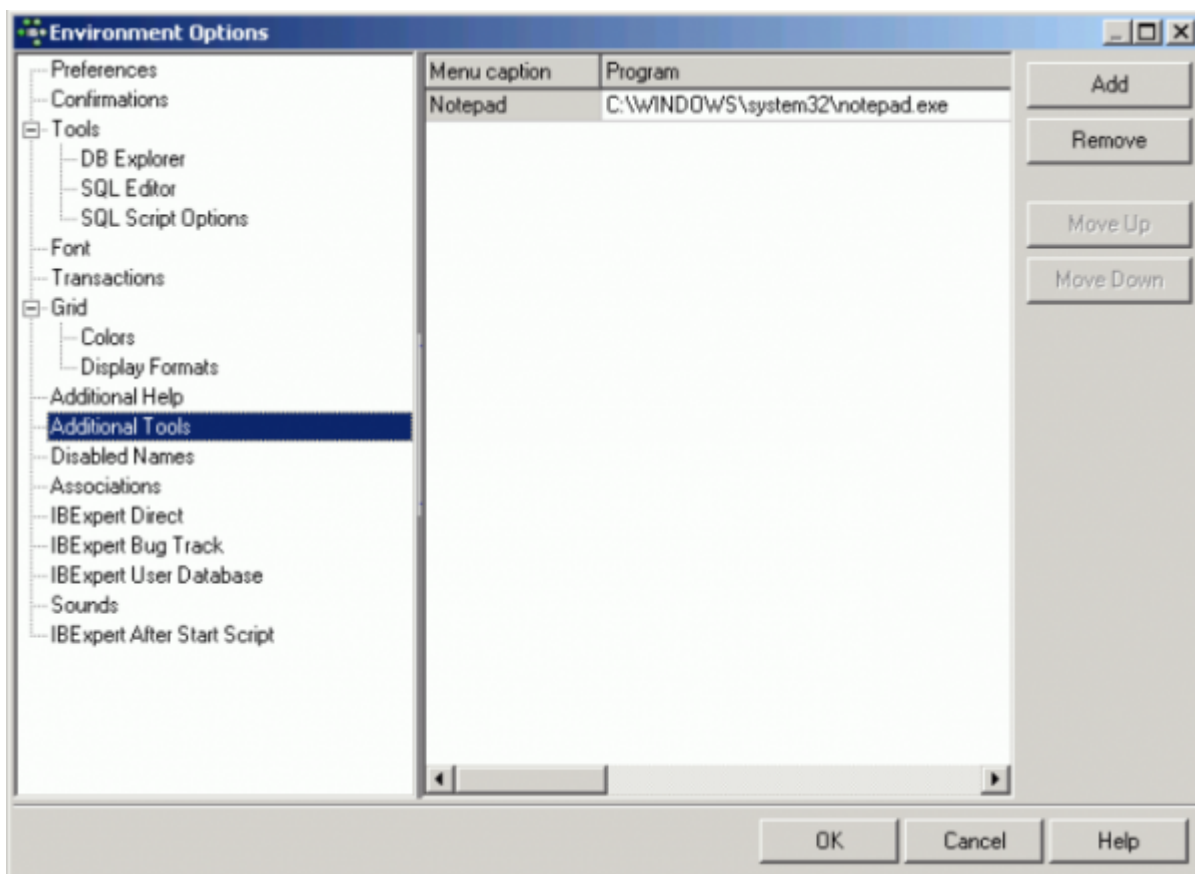 Environment Options
Preferences
Confirmations
Tools
DB Explorer
SQL Editor
SQL Script Options
Font
Transactions
Grid
Colors
Display Formats
Additional Help
Additional Tools
Disabled Names
Associations
IBExpert Direct
IBExpert Bug Track
IBExpert User Database
Sounds
IBExpert After Start Script
Menu caption Program
Notepad C:\WINDOWS\system32\notepad.exe
Add
Remove
Move Up
Move Down
OK Cancel Help